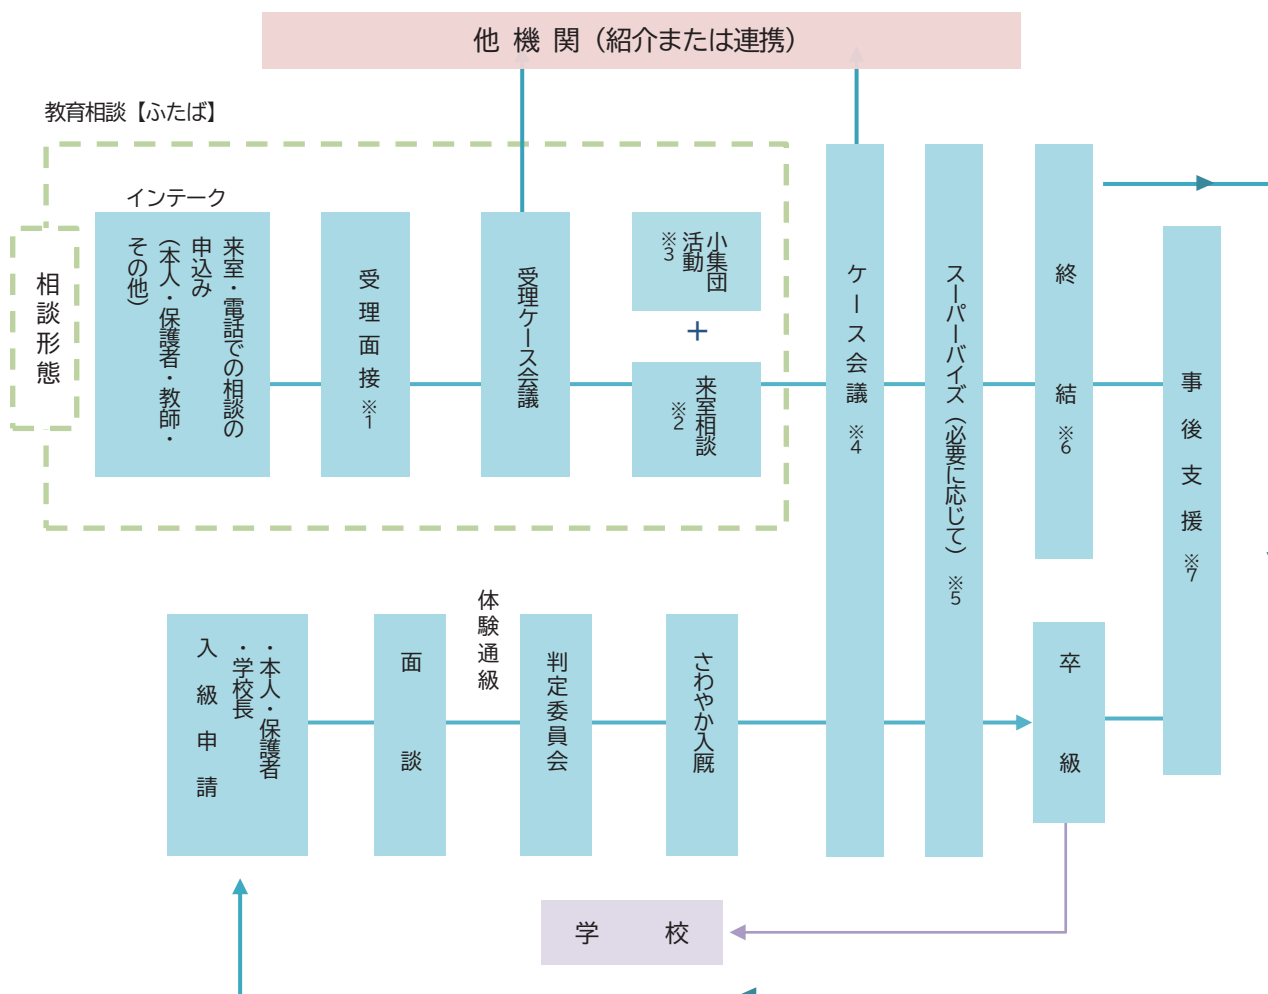 他機関（紹介または連携）
教育相談【ふたば】
相談形態
インテーク
来室・電話での相談の
申込み
（本人・保護者・教師・
その他）
受理面接 ※1
受理ケース会議
小集団
活動
※3
＋
来室相談
※2
ケース会議 ※4
スーパーバイズ（必要に応じて） ※5
終結 ※6
事後支援 ※7
入級申請
・本人・保護者
・学校長
面談
体験通級
判定委員会
さわやか入厩
卒級
学校